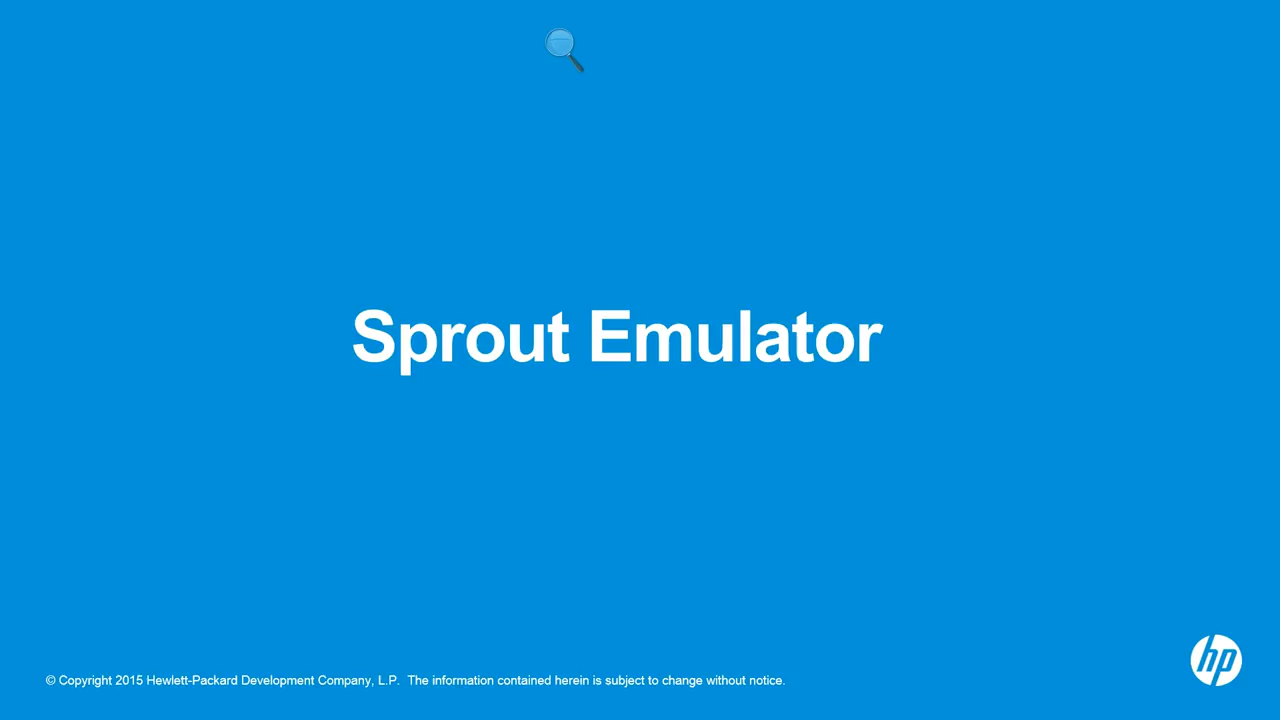 Sprout Emulator
hp
© Copyright 2015 Hewlett-Packard Development Company, L.P.  The information contained herein is subject to change without notice.